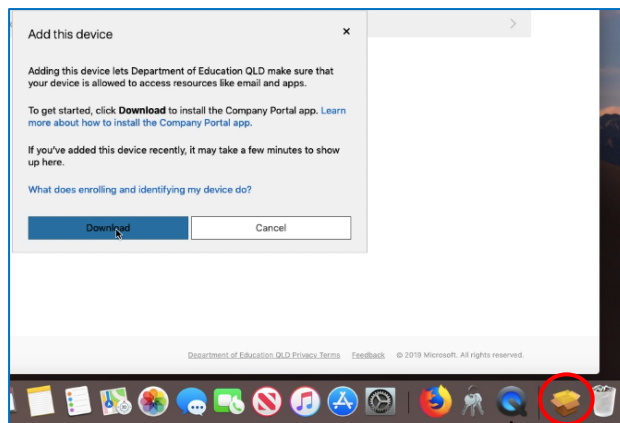 Add this device
Adding this device lets Department of Education QLD make sure that
your device is allowed to access resources like email and apps.
To get started, click Download to install the Company Portal app. Learn
more about how to install the Company Portal app.
If you've added this device recently, it may take a few minutes to show
up here.
What does enrolling and identifying my device do?
Download
Cancel
Department of Education QLD Privacy Terms Feedback © 2019 Microsoft. All rights reserved.